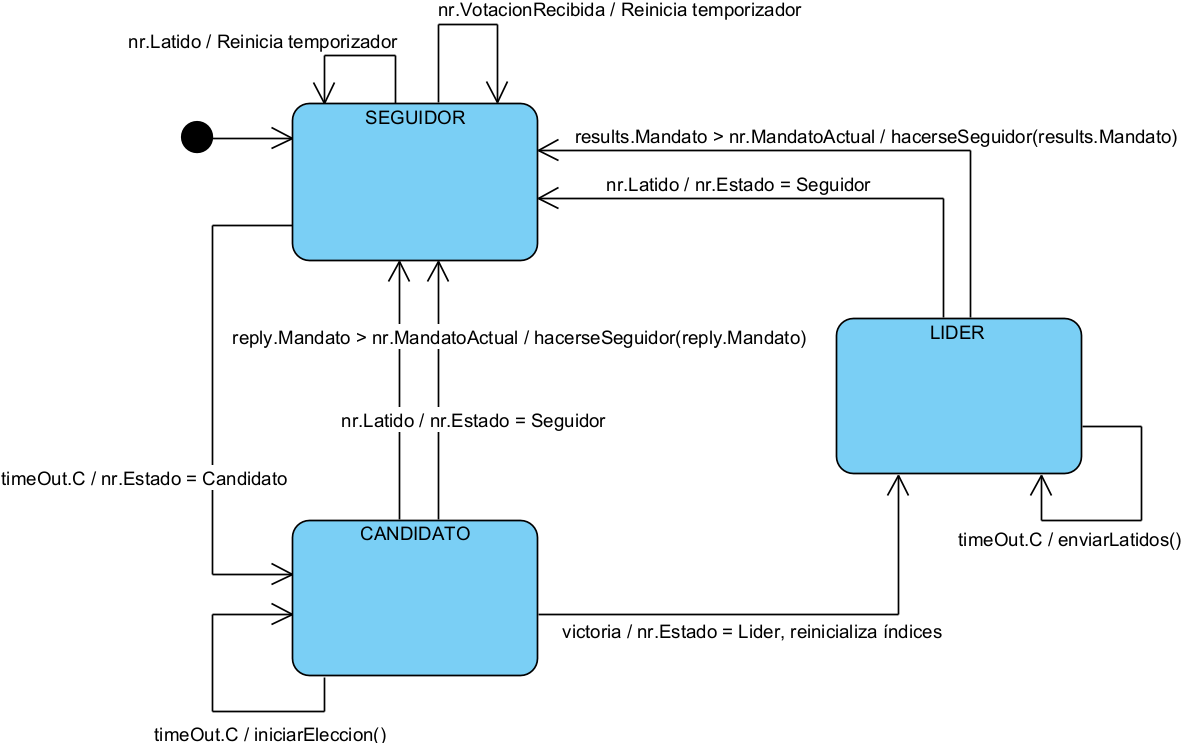 nr.VotacionRecibida / Reinicia temporizador
nr.Latido / Reinicia temporizador
SEGUIDOR
results.Mandato > nr.MandatoActual / hacerseSeguidor(results.Mandato)
nr.Latido / nr.Estado = Seguidor
LIDER
reply.Mandato > nr.MandatoActual / hacerseSeguidor(reply.Mandato)
nr.Latido / nr.Estado = Seguidor
timeOut.C / nr.Estado = Candidato
CANDIDATO
timeOut.C / enviarLatidos()
victoria / nr.Estado = Lider, reinicializa índices
timeOut.C / iniciarEleccion()